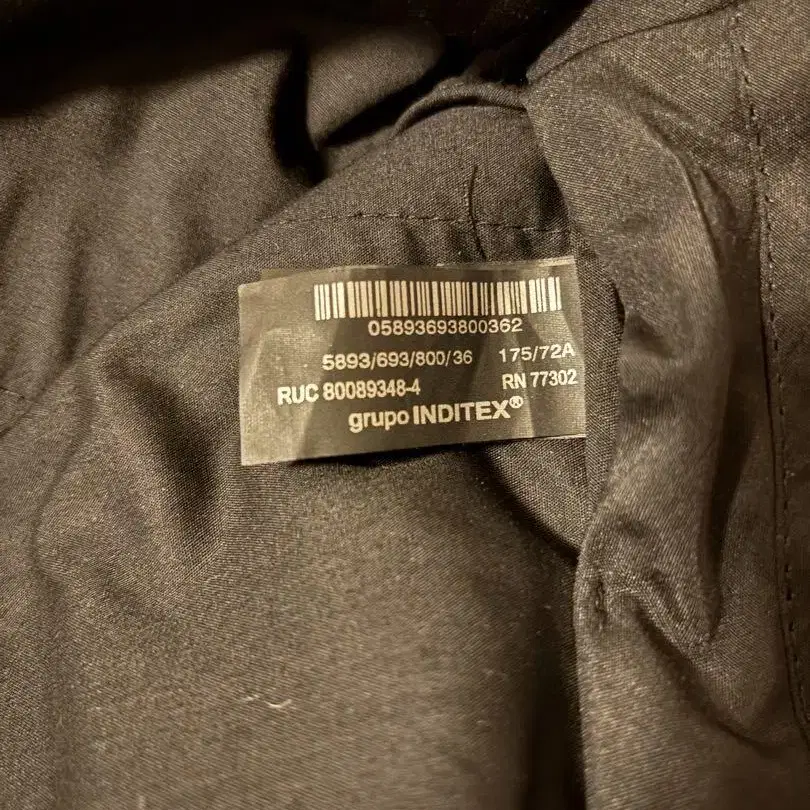 05893693800362
5893/693/800/36 175/72A
RUC 80089348-4 RN 77302
grupo INDITEX®